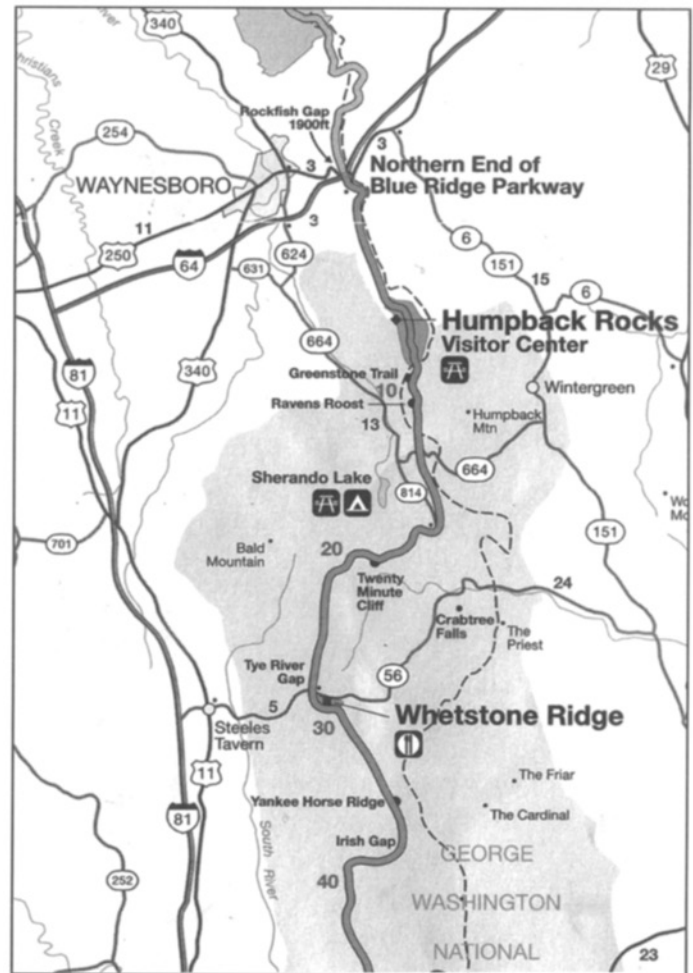 340
River
29
Christians
Creek
Rockfish Gap
1900ft
254
3
3
Northern End of
Blue Ridge Parkway
WAYNESBORO
11
3
250
64
624
631
6
151
15
6
664
Humpback Rocks
Visitor Center
81
340
11
Greenstone Trail
10
Ravens Roost
13
Wintergreen
Humpback
Mtn
664
Sherando Lake
814
151
701
Bald
Mountain
20
Twenty
Minute
Cliff
24
Crabtree
Falls
The
Priest
Tye River
Gap
56
5
30
Whetstone Ridge
Steeles
Tavern
11
The Friar
Yankee Horse Ridge
The Cardinal
81
South River
Irish Gap
GEORGE
252
40
WASHINGTON
NATIONAL
23